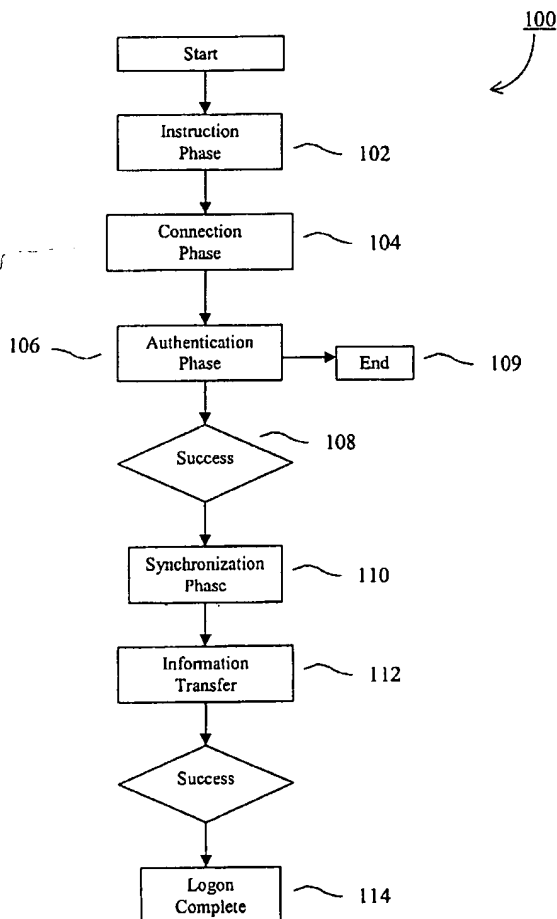 100
Start
Instruction
Phase
102
Connection
Phase
104
106
Authentication
Phase
End
109
108
Success
Synchronization
Phase
110
Information
Transfer
112
Success
Logon
Complete
114